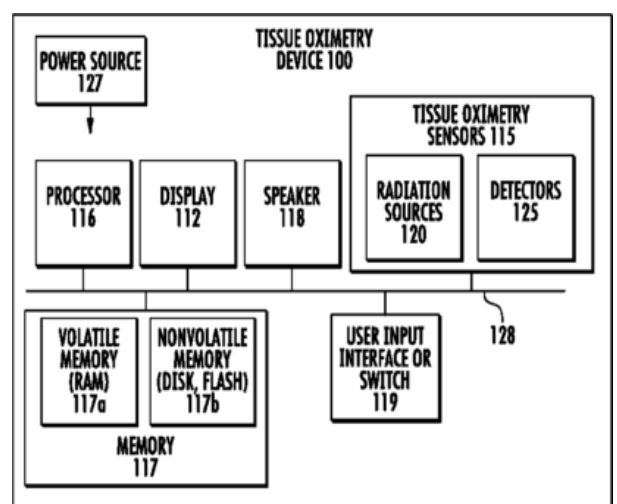 TISSUE OXIMETRY
DEVICE 100
POWER SOURCE
127
TISSUE OXIMETRY
SENSORS 115
PROCESSOR
116
DISPLAY
112
SPEAKER
118
RADIATION
SOURCES
120
DETECTORS
125
128
VOLATILE
MEMORY
(RAM)
117a
NONVOLATILE
MEMORY
(DISK, FLASH)
117b
MEMORY
117
USER INPUT
INTERFACE OR
SWITCH
119